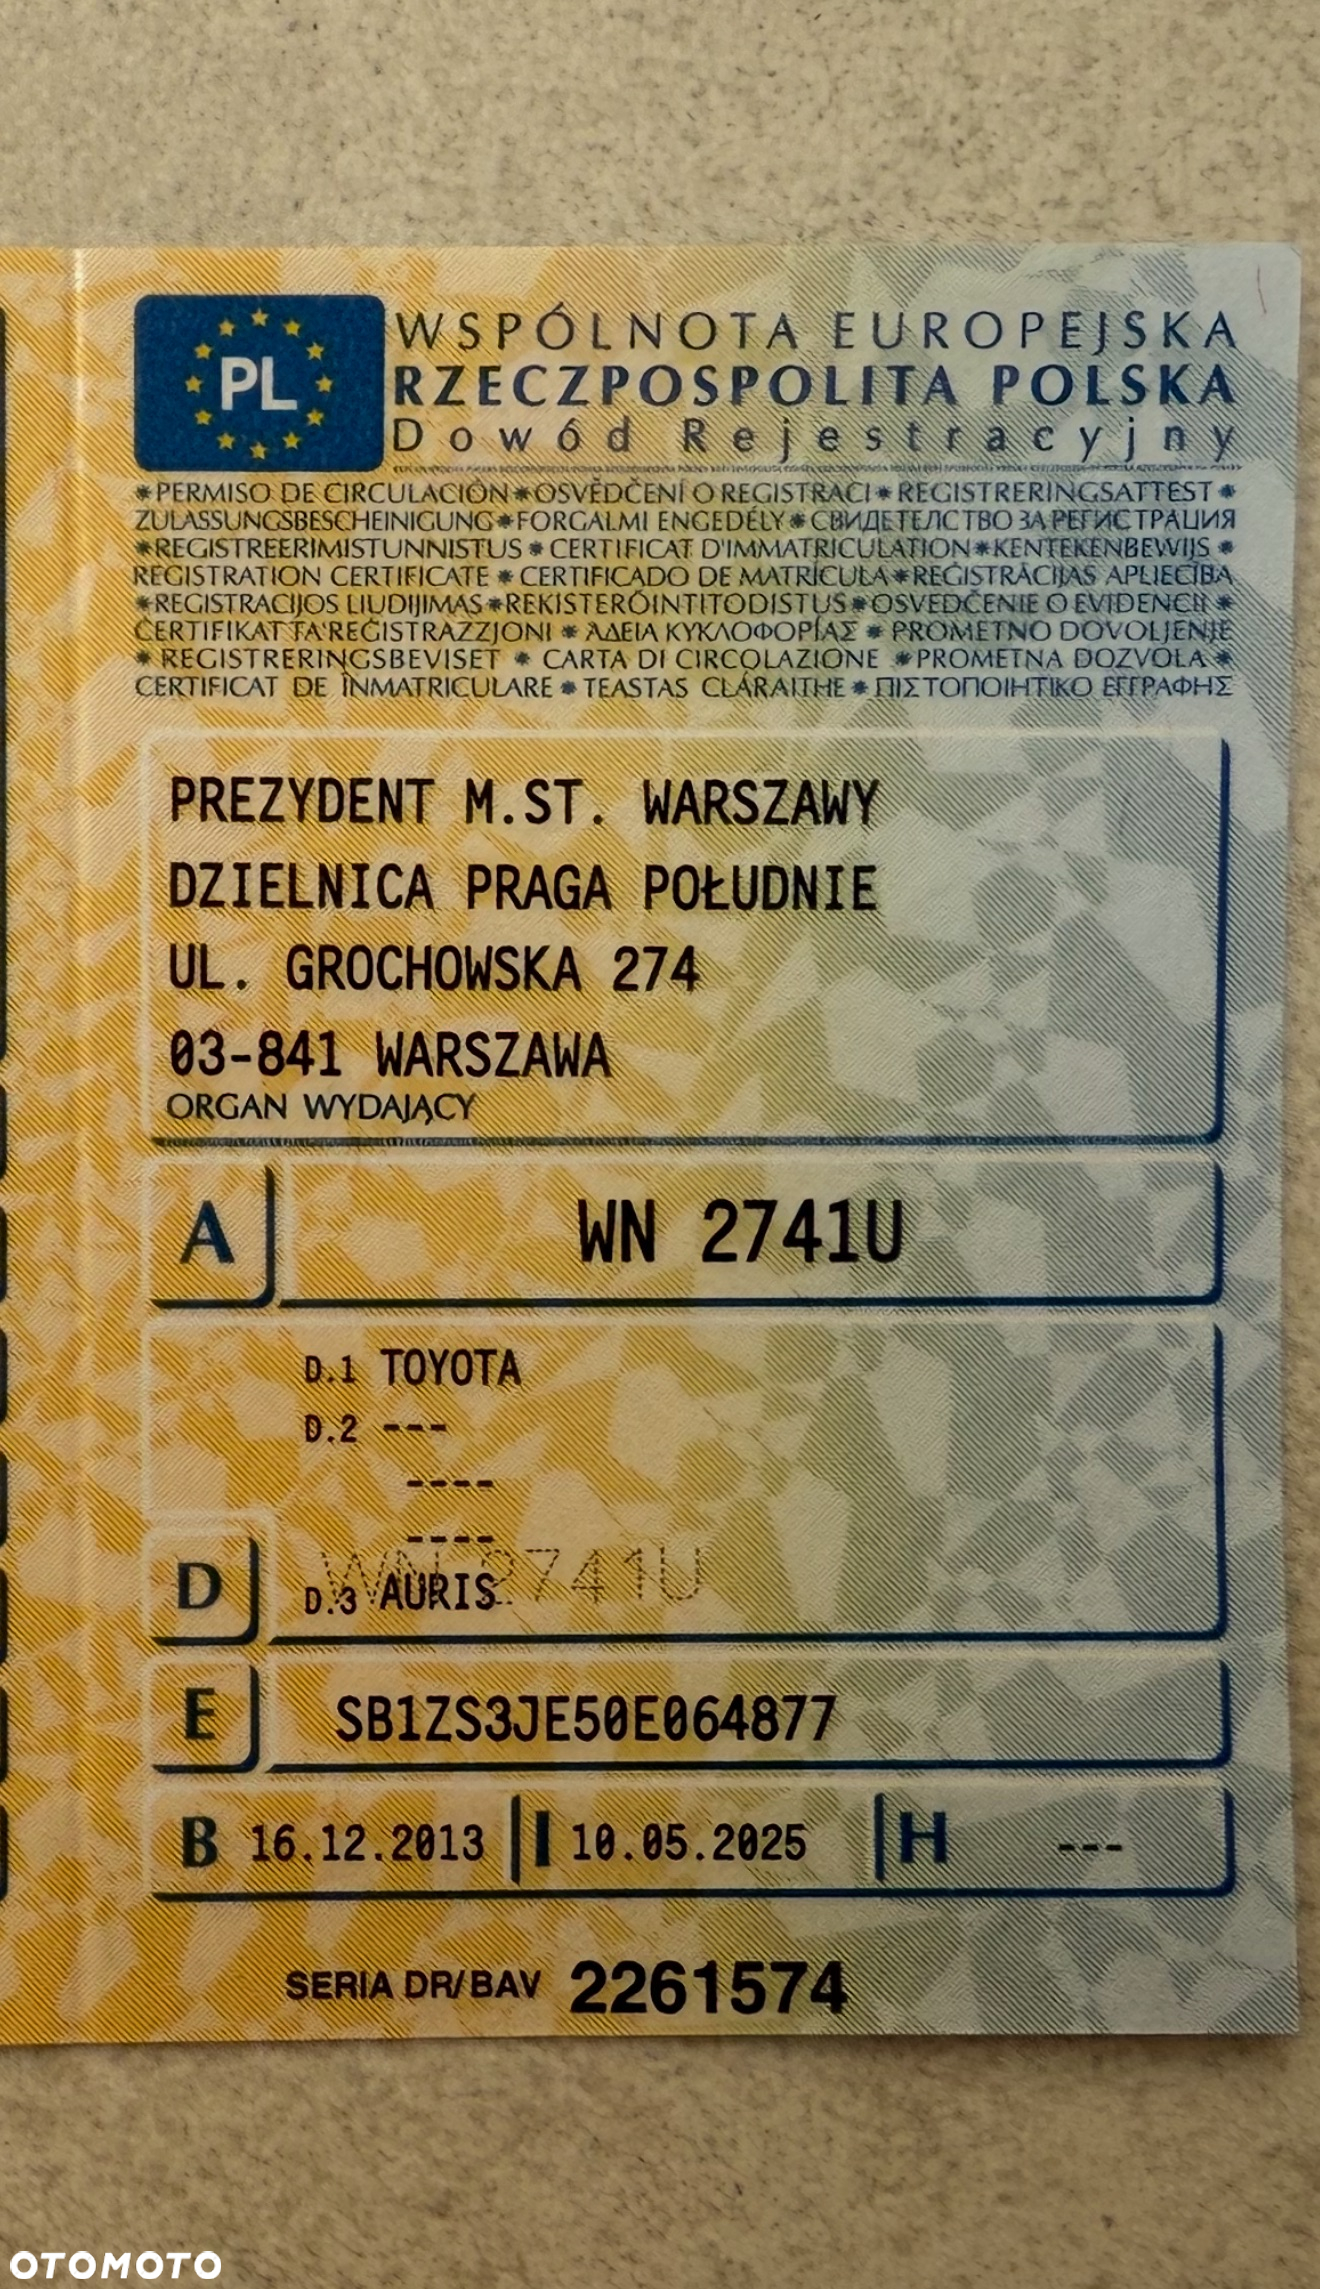 PL
WSPÓLNOTA EUROPEJSKA
RZECZPOSPOLITA POLSKA
Dowód Rejestracyjny
*PERMISO DE CIRCULACIÓN*OSVĚDČENÍ O REGISTRACI*REGISTRERINGSATTEST*
ZULASSUNGSBESCHEINIGUNG*FORGALMI ENGEDÉLY*СВИДЕТЕЛСТВО ЗА РЕГИСТРАЦИЯ
*REGISTREERIMISTUNNISTUS*CERTIFICAT D'IMMATRICULATION*KENTEKENBEWIJS*
REGISTRATION CERTIFICATE*CERTIFICADO DE MATRÍCULA*REĢISTRĀCIJAS APLIECĪBA
*REGISTRACIJOS LIUDIJIMAS*REKISTERÖINTITODISTUS*OSVEDČENIE O EVIDENCII*
ĊERTIFIKAT TA'REĠISTRAZZJONI*ΆΔΕΙΑ ΚΥΚΛΟΦΟΡΊΑΣ*PROMETNO DOVOLJENJE
*REGISTRERINGSBEVISET*CARTA DI CIRCOLAZIONE*PROMETNA DOZVOLA*
CERTIFICAT DE ÎNMATRICULARE*TEASTAS CLÁRAITHE*ΠΙΣΤΟΠΟΙΗΤΙΚΟ ΕΓΓΡΑΦΗΣ
PREZYDENT M.ST. WARSZAWY
DZIELNICA PRAGA POŁUDNIE
UL. GROCHOWSKA 274
03-841 WARSZAWA
ORGAN WYDAJĄCY
A WN 2741U
D.1 TOYOTA
D.2 ---
----
----
WN 2741U
D D.3 AURIS
E SB1ZS3JE50E064877
B 16.12.2013 I 10.05.2025 H ---
SERIA DR/BAV 2261574
OTOMOTO